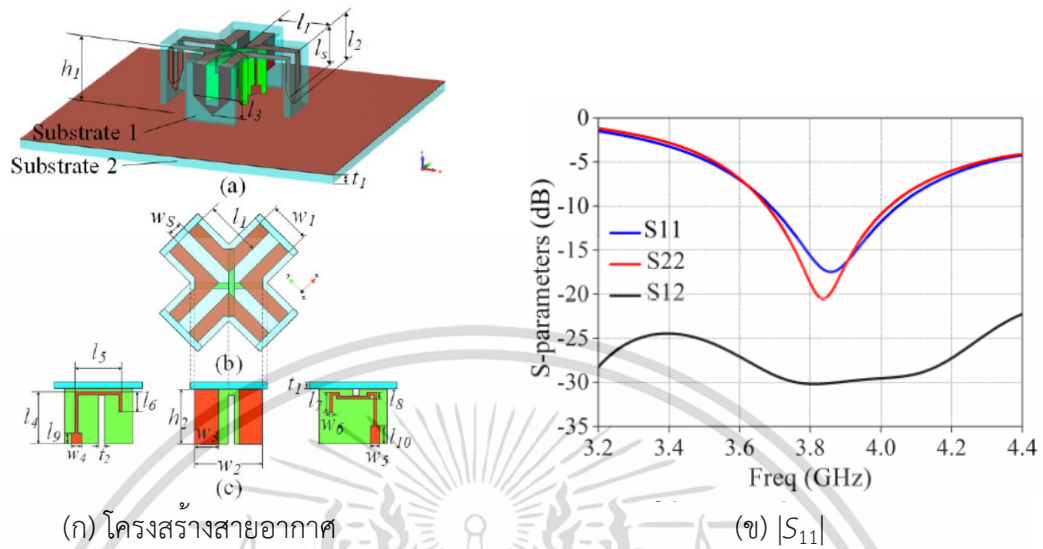 l1
ls
l2
h1
l3
Substrate 1
Substrate 2
t1
(a)
ws
l1
w1
(b)
l5
l4
l6
l9
w4
t2
h2
w3
w2
t1
l7
l8
w6
l10
w5
(c)
(ก) โครงสร้างสายอากาศ
S-parameters (dB)
0
-5
-10
-15
-20
-25
-30
-35
S11
S22
S12
3.2 3.4 3.6 3.8 4.0 4.2 4.4
Freq (GHz)
(ข) |S11|